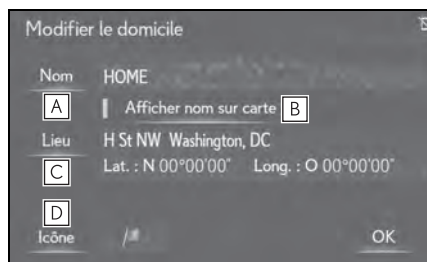 Modifier le domicile
Nom HOME
A Afficher nom sur carte B
Lieu H St NW Washington, DC
C Lat. : N 00°00'00" Long. : O 00°00'00"
D
Icône OK